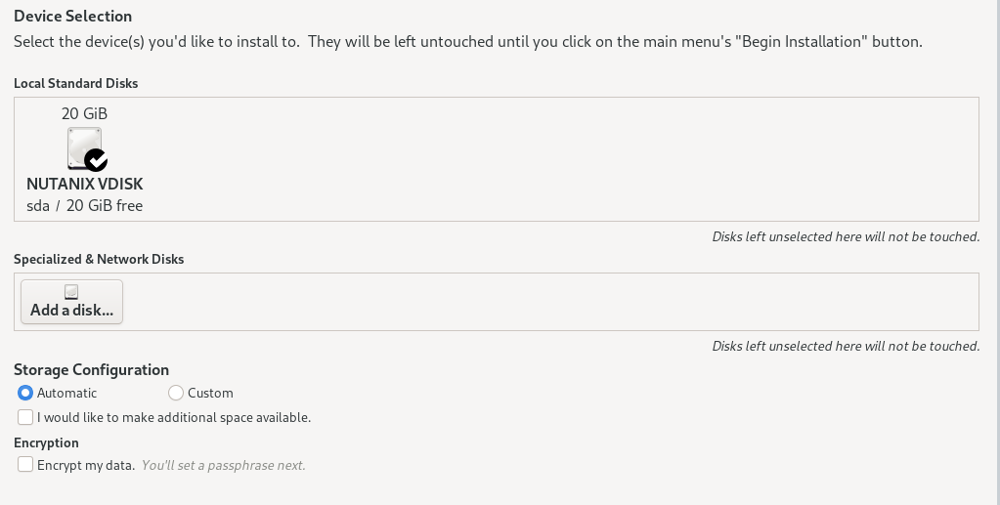 Device Selection
Select the device(s) you'd like to install to.  They will be left untouched until you click on the main menu's "Begin Installation" button.
Local Standard Disks
20 GiB
NUTANIX VDISK
sda / 20 GiB free
Disks left unselected here will not be touched.
Specialized & Network Disks
Add a disk...
Disks left unselected here will not be touched.
Storage Configuration
Automatic Custom
I would like to make additional space available.
Encryption
Encrypt my data. You'll set a passphrase next.